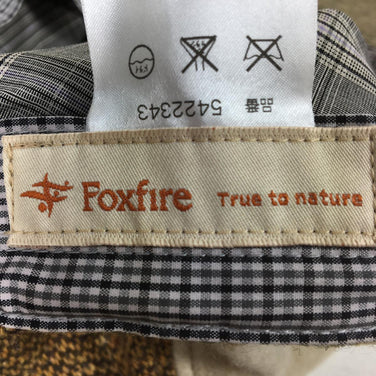 品番 5422343
Foxfire True to nature